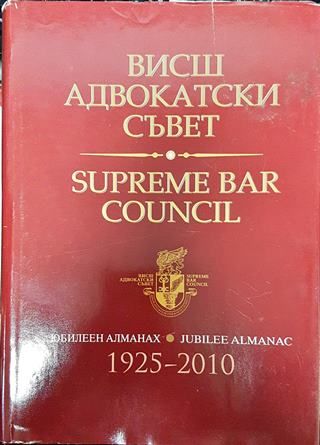 ВИСШ
АДВОКАТСКИ
СЪВЕТ
SUPREME BAR
COUNCIL
ВИСШ
АДВОКАТСКИ
СЪВЕТ
SUPREME
BAR
COUNCIL
ЮБИЛЕЕН АЛМАНАХ • JUBILEE ALMANAC
1925-2010